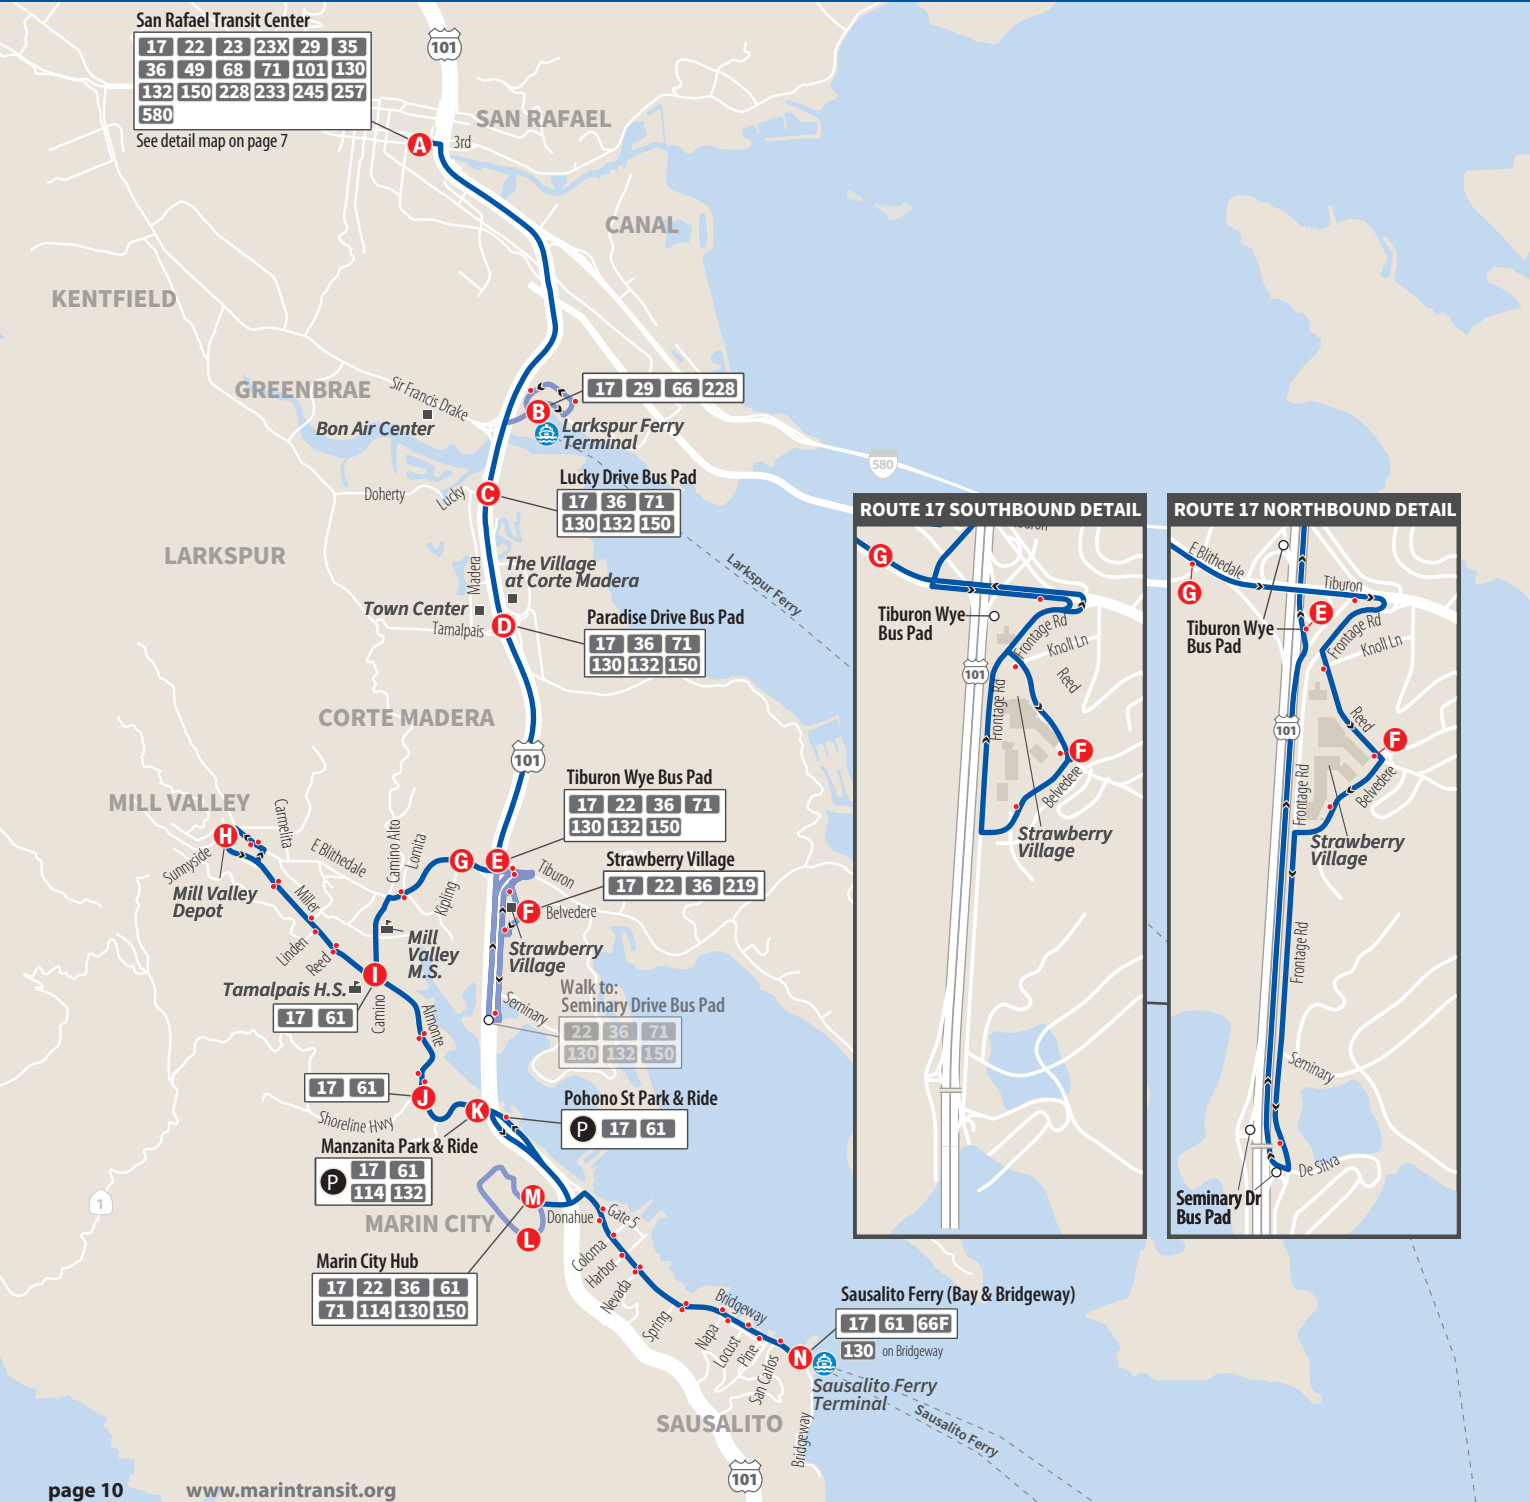 San Rafael Transit Center
17 22 23 23X 29 35
36 49 68 71 101 130
132 150 228 233 245 257
580
See detail map on page 7
101
A
3rd
SAN RAFAEL
CANAL
KENTFIELD
GREENBRAE
Sir Francis Drake
Bon Air Center
17 29 66 228
B
Larkspur Ferry
Terminal
580
Lucky Drive Bus Pad
17 36 71
130 132 150
Doherty
Lucky
C
LARKSPUR
Larkspur Ferry
Madera
The Village
at Corte Madera
Town Center
Tamalpais
D
Paradise Drive Bus Pad
17 36 71
130 132 150
CORTE MADERA
101
Tiburon Wye Bus Pad
17 22 36 71
130 132 150
MILL VALLEY
H
Carmelita
Sunnyside
Mill Valley
Depot
E Blithedale
Camino Alto
Lomita
G
E
Kipling
Tiburon
Strawberry Village
17 22 36 219
F
Belvedere
Miller
Linden
Reed
Mill
Valley
M.S.
Strawberry
Village
I
Tamalpais H.S.
17 61
Camino
Almonte
Walk to:
Seminary Drive Bus Pad
22 36 71
130 132 150
Seminary
17 61
J
Shoreline Hwy
K
Pohono St Park & Ride
P 17 61
Manzanita Park & Ride
P
17 61
114 132
1
MARIN CITY
M
L
Donahue
Gate 5
Marin City Hub
17 22 36 61
71 114 130 150
Coloma
Harbor
Nevada
Spring
Bridgeway
Napa
Locust
Pine
San Carlos
N
Sausalito Ferry (Bay & Bridgeway)
17 61 66F
130 on Bridgeway
Sausalito Ferry
Terminal
Sausalito Ferry
SAUSALITO
Bridgeway
101
ROUTE 17 SOUTHBOUND DETAIL
Tiburon
G
Tiburon Wye
Bus Pad
Frontage Rd
Knoll Ln
101
Frontage Rd
Reed
F
Belvedere
Strawberry
Village
ROUTE 17 NORTHBOUND DETAIL
E Blithedale
G
Tiburon
E
Tiburon Wye
Bus Pad
Frontage Rd
Knoll Ln
101
Reed
F
Frontage Rd
Belvedere
Strawberry
Village
Frontage Rd
Seminary
De Silva
Seminary Dr
Bus Pad
page 10
www.marintransit.org